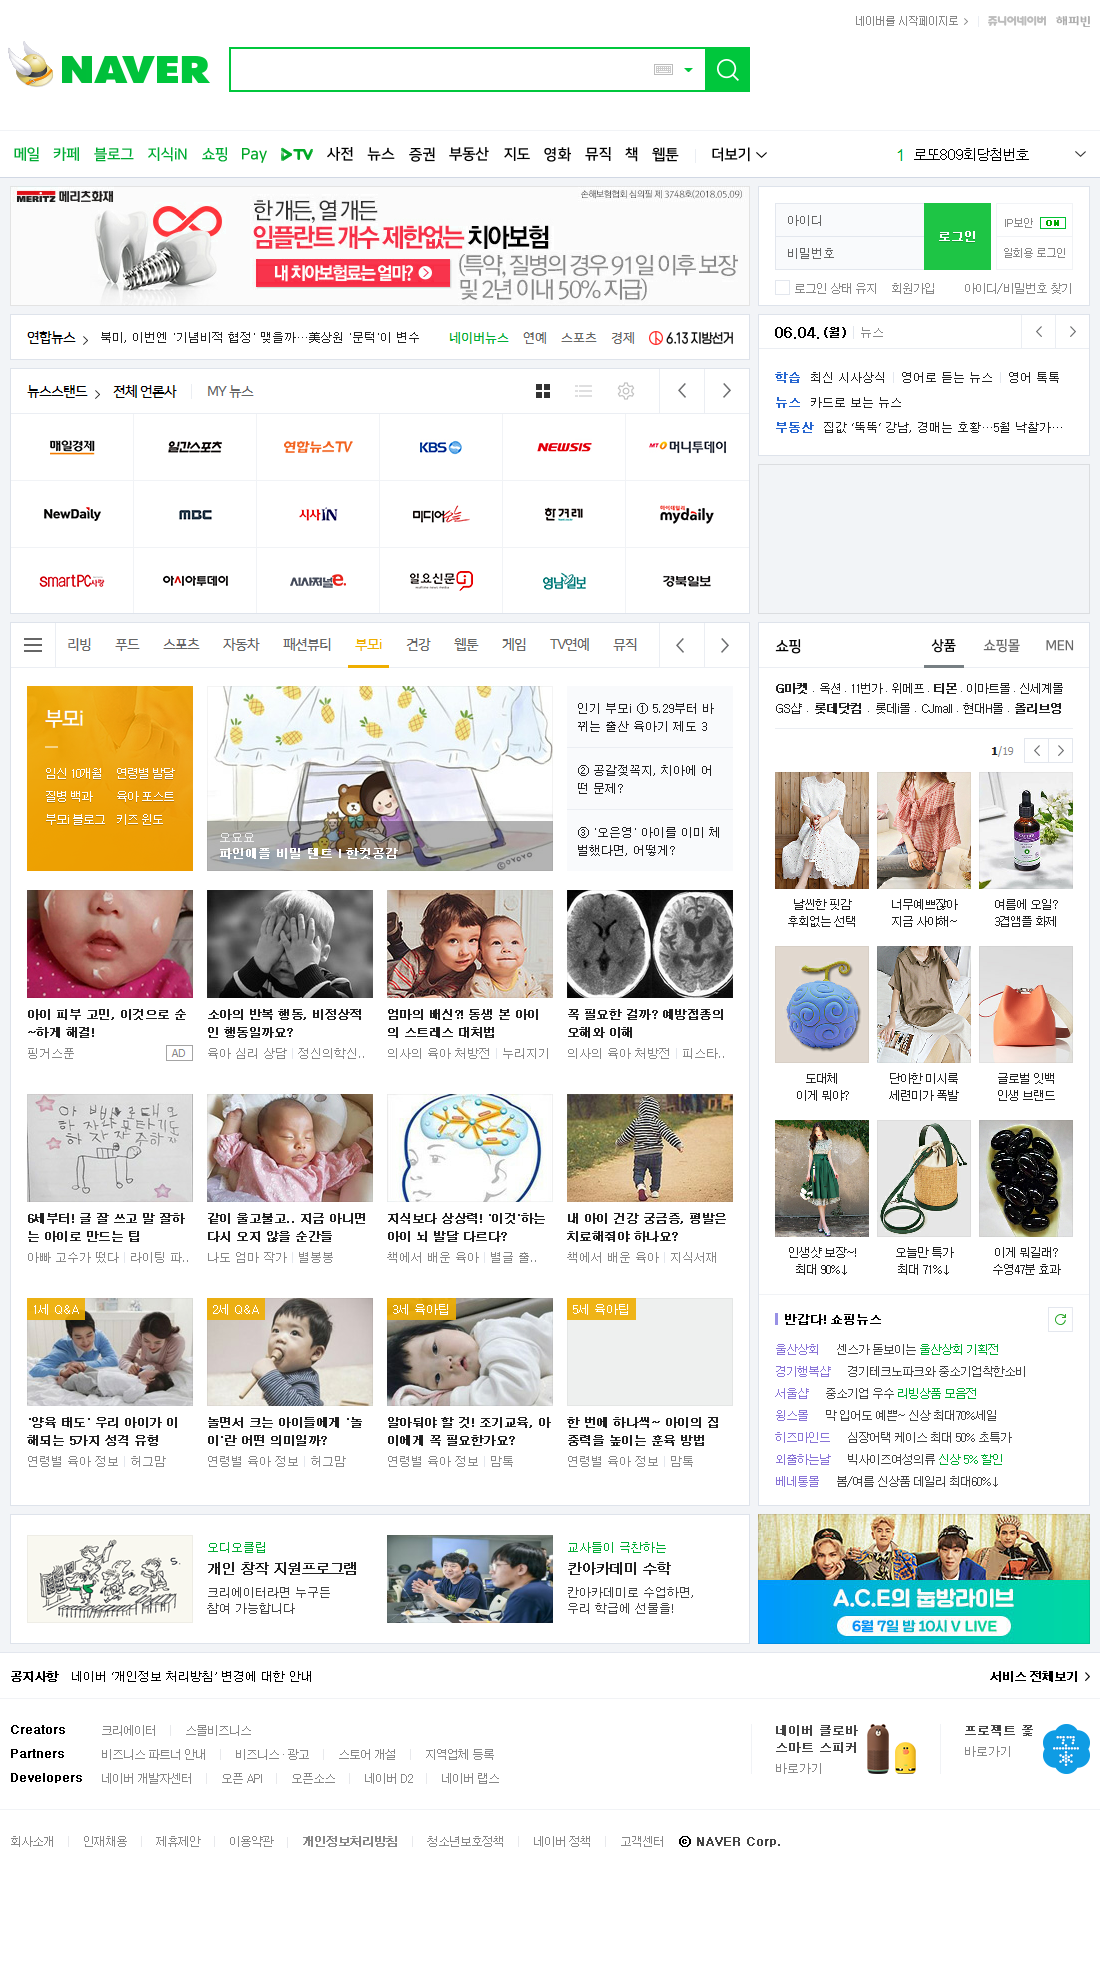 네이버를 시작페이지로
쥬니어네이버 해피빈
NAVER
메일 카페 블로그 지식iN 쇼핑 Pay TV 사전 뉴스 증권 부동산 지도 영화 뮤직 책 웹툰 더보기
1 로또809회당첨번호
MERITZ 메리츠화재
손해보험협회 심의필 제 3748호(2018.05.09)
한 개든, 열 개든
임플란트 개수 제한없는 치아보험
내 치아보험료는 얼마?
(특약, 질병의 경우 91일 이후 보장
및 2년 이내 50% 지급)
아이디
비밀번호
로그인
IP보안 ON
일회용 로그인
로그인 상태 유지 회원가입 아이디/비밀번호 찾기
연합뉴스 북미, 이번엔 '기념비적 협정' 맺을까…美상원 '문턱'이 변수
네이버뉴스 연예 스포츠 경제 6.13 지방선거
06.04.(월) 뉴스
학습 최신 시사상식 영어로 듣는 뉴스 영어 톡톡
뉴스 카드로 보는 뉴스
부동산 집값 '뚝뚝' 강남, 경매는 호황…5월 낙찰가…
뉴스스탠드 전체 언론사 MY 뉴스
매일경제 일간스포츠 연합뉴스TV KBS NEWSIS MT 머니투데이
NewDaily MBC 시사IN 미디어오늘 한겨레 마이데일리 mydaily
smartPC사랑 아시아투데이 시사저널e. 일요신문 영남일보 경북일보
리빙 푸드 스포츠 자동차 패션뷰티 부모i 건강 웹툰 게임 TV연예 뮤직
부모i
임신 10개월 연령별 발달
질병 백과 육아 포스트
부모i 블로그 키즈 윈도
오요요
파인애플 비밀 텐트 I 한컷공감
©OYOYO
인기 부모i ① 5.29부터 바
뀌는 출산 육아기 제도 3
② 공갈젖꼭지, 치아에 어
떤 문제?
③ '오은영' 아이를 이미 체
벌했다면, 어떻게?
아이 피부 고민, 이것으로 순
~하게 해결!
핑거스푼 AD
소아의 반복 행동, 비정상적
인 행동일까요?
육아 심리 상담 정신의학신..
엄마의 배신?! 동생 본 아이
의 스트레스 대처법
의사의 육아 처방전 누리지기
꼭 필요한 걸까? 예방접종의
오해와 이해
의사의 육아 처방전 피스타..
6세부터! 글 잘 쓰고 말 잘하
는 아이로 만드는 팁
아빠 고수가 떴다 라이팅 파..
같이 울고불고.. 지금 아니면
다시 오지 않을 순간들
나도 엄마 작가 별봉봉
지식보다 상상력! '이것'하는
아이 뇌 발달 다르다?
책에서 배운 육아 별글 출..
내 아이 건강 궁금증, 평발은
치료해줘야 하나요?
책에서 배운 육아 지식서재
1세 Q&A
'양육 태도' 우리 아이가 이
해되는 5가지 성격 유형
연령별 육아 정보 허그맘
2세 Q&A
놀면서 크는 아이들에게 '놀
이'란 어떤 의미일까?
연령별 육아 정보 허그맘
3세 육아팁
알아둬야 할 것! 조기교육, 아
이에게 꼭 필요한가요?
연령별 육아 정보 맘톡
5세 육아팁
한 번에 하나씩~ 아이의 집
중력을 높이는 훈육 방법
연령별 육아 정보 맘톡
쇼핑 상품 쇼핑몰 MEN
G마켓 . 옥션 . 11번가 . 위메프 . 티몬 . 이마트몰 . 신세계몰
GS샵 . 롯데닷컴 . 롯데i몰 . CJmall . 현대H몰 . 올리브영
1/19
날씬한 핏감
후회없는 선택
너무예쁘잖아
지금 사야해~
여름에 오일?
3겹앰플 화제
도대체
이게 뭐야?
단아한 미시룩
세련미가 폭발
글로벌 잇백
인생 브랜드
인생샷 보장~!
최대 90%↓
오늘만 특가
최대 71%↓
이게 뭐길래?
수영47분 효과
반갑다! 쇼핑뉴스
울산상회 센스가 돋보이는 울산상회 기획전
경기행복샵 경기테크노파크와 중소기업착한소비
서울샵 중소기업 우수 리빙상품 모음전
윙스몰 막 입어도 예쁜~ 신상 최대70%세일
히즈마인드 심장어택 케이스 최대 50% 초특가
외출하는날 빅사이즈여성의류 신상 5% 할인
베네통몰 봄/여름 신상품 데일리 최대60%↓
오디오클립
개인 창작 지원프로그램
크리에이터라면 누구든
참여 가능합니다
교사들이 극찬하는
칸아카데미 수학
칸아카데미로 수업하면,
우리 학급에 선물을!
A.C.E의 눕방라이브
6월 7일 밤 10시 V LIVE
공지사항 네이버 '개인정보 처리방침' 변경에 대한 안내
서비스 전체보기
Creators 크리에이터 스몰비즈니스
Partners 비즈니스 파트너 안내 비즈니스 · 광고 스토어 개설 지역업체 등록
Developers 네이버 개발자센터 오픈 API 오픈소스 네이버 D2 네이버 랩스
네이버 클로바
스마트 스피커
바로가기
프로젝트 꽃
바로가기
회사소개 인재채용 제휴제안 이용약관 개인정보처리방침 청소년보호정책 네이버 정책 고객센터 ⓒ NAVER Corp.